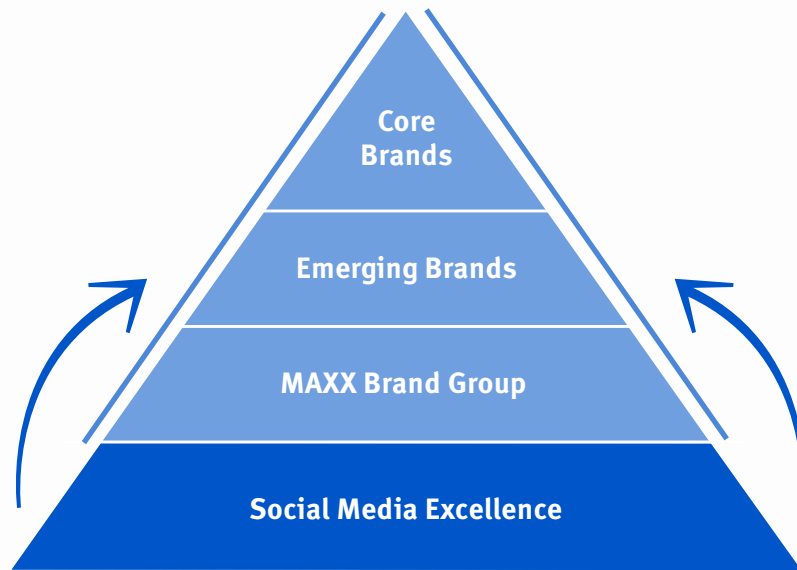 Core
Brands
Emerging Brands
MAXX Brand Group
Social Media Excellence